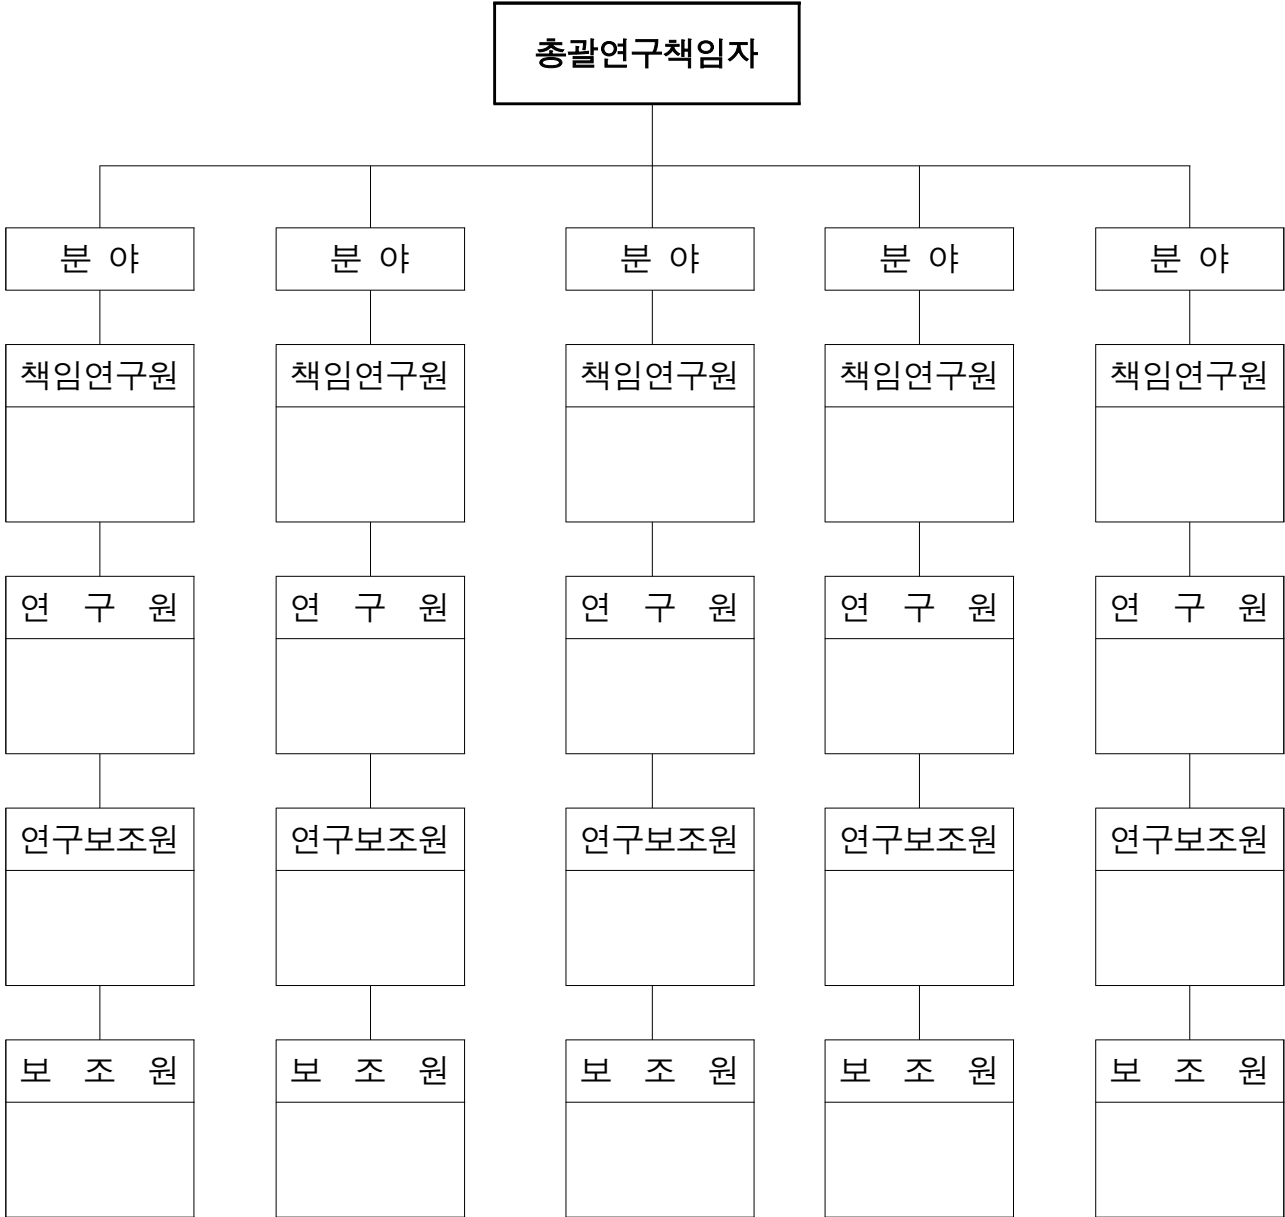 총괄연구책임자
분 야 분 야 분 야 분 야 분 야
책임연구원 책임연구원 책임연구원 책임연구원 책임연구원
연 구 원 연 구 원 연 구 원 연 구 원 연 구 원
연구보조원 연구보조원 연구보조원 연구보조원 연구보조원
보 조 원 보 조 원 보 조 원 보 조 원 보 조 원